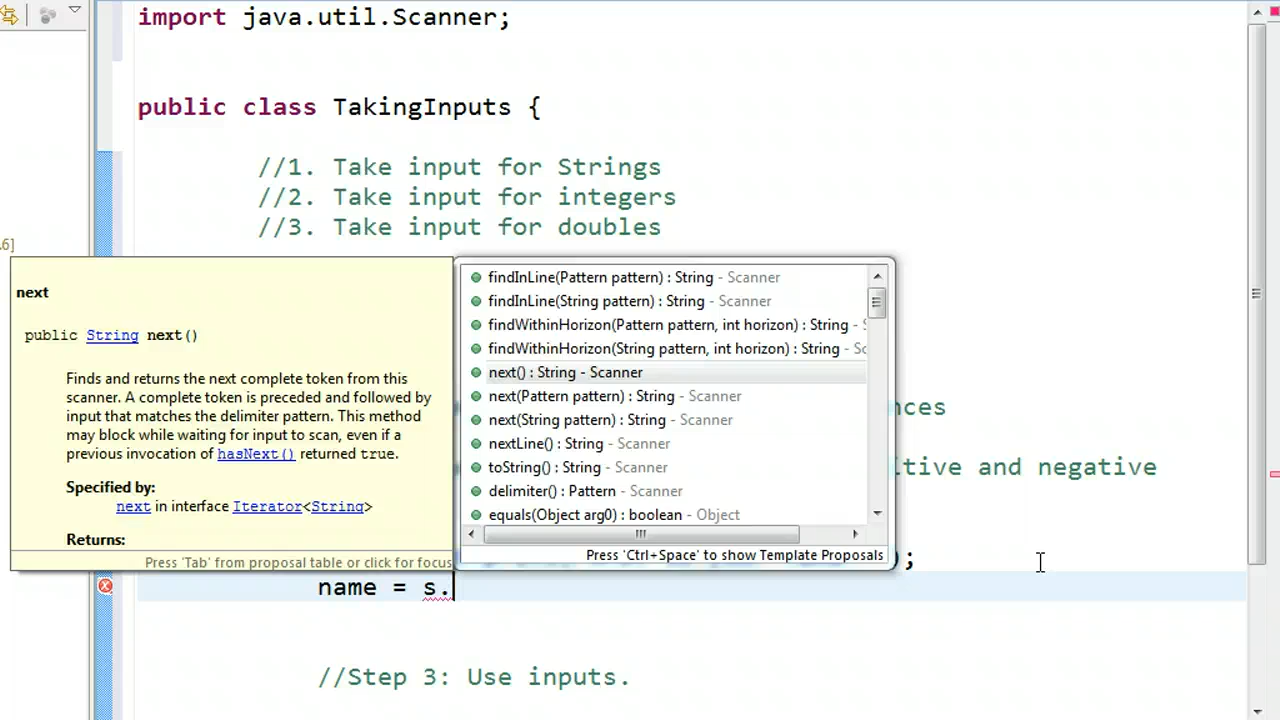 import java.util.Scanner;
public class TakingInputs {
//1. Take input for Strings
//2. Take input for integers
//3. Take input for doubles
.6]
next
public String next()
Finds and returns the next complete token from this
scanner. A complete token is preceded and followed by
input that matches the delimiter pattern. This method
may block while waiting for input to scan, even if a
previous invocation of hasNext() returned true.
Specified by:
next in interface Iterator<String>
Returns:
Press 'Tab' from proposal table or click for focus
findInLine(Pattern pattern) : String - Scanner
findInLine(String pattern) : String - Scanner
findWithinHorizon(Pattern pattern, int horizon) : String - S
findWithinHorizon(String pattern, int horizon) : String - Sc
next() : String - Scanner
next(Pattern pattern) : String - Scanner
next(String pattern) : String - Scanner
nextLine() : String - Scanner
toString() : String - Scanner
delimiter() : Pattern - Scanner
equals(Object arg0) : boolean - Object
Press 'Ctrl+Space' to show Template Proposals
nces
itive and negative
);
name = s.
//Step 3: Use inputs.